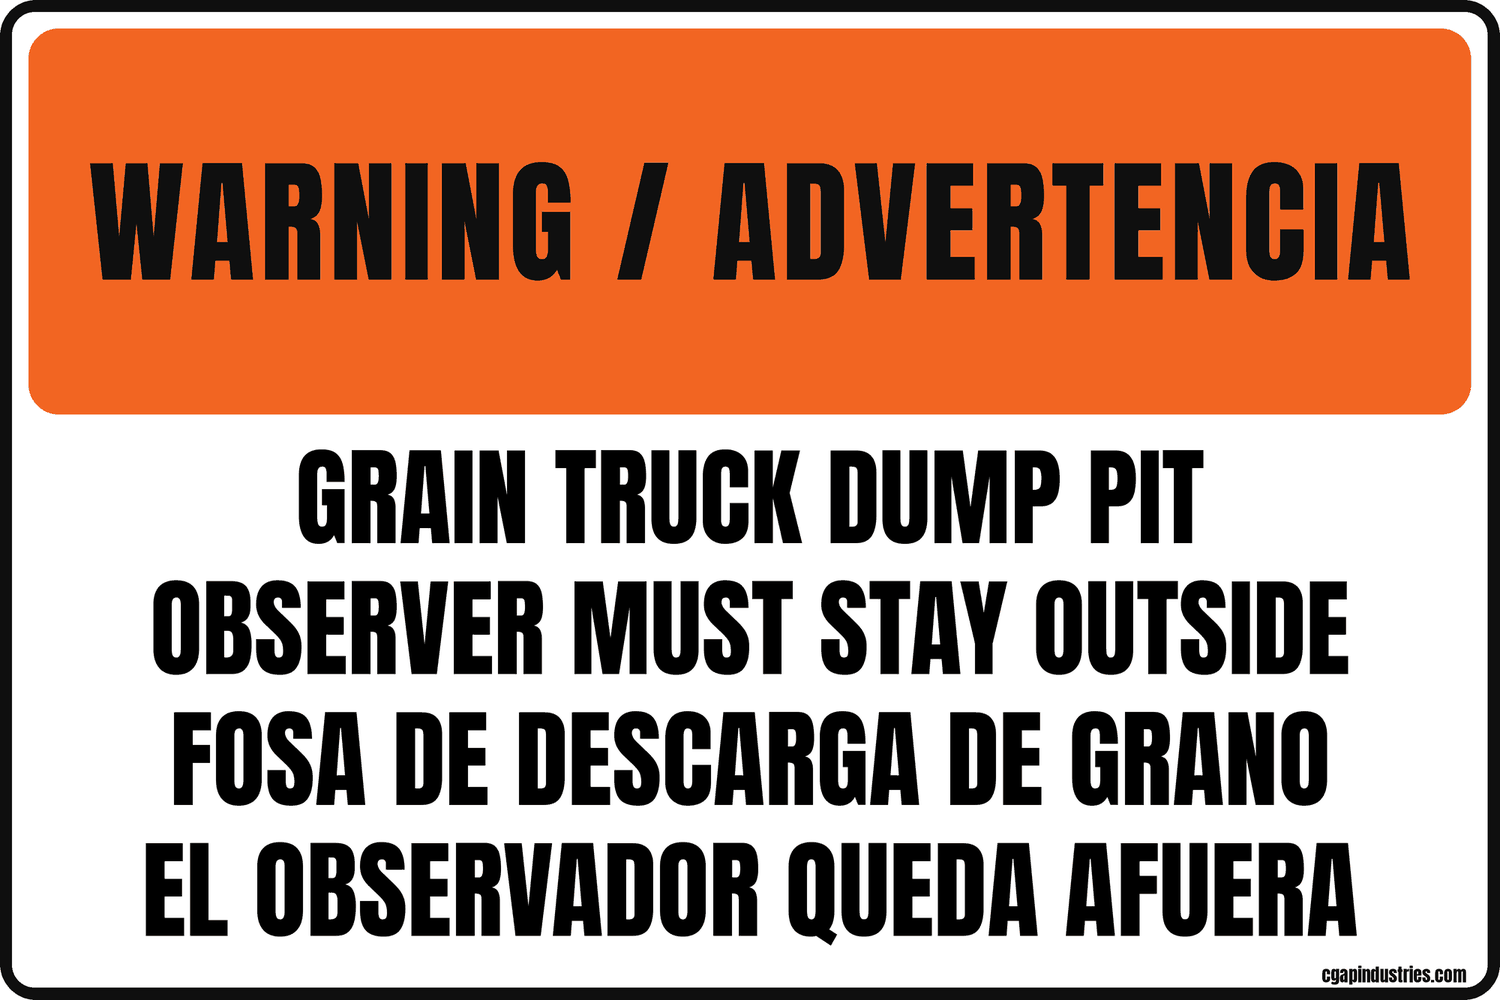 WARNING / ADVERTENCIA
GRAIN TRUCK DUMP PIT
OBSERVER MUST STAY OUTSIDE
FOSA DE DESCARGA DE GRANO
EL OBSERVADOR QUEDA AFUERA
cgapindustries.com